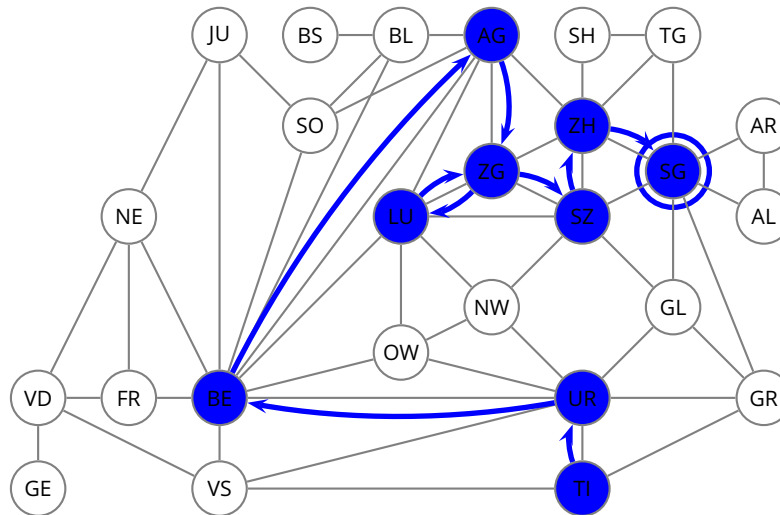 JU BS BL AG SH TG
SO ZH AR
ZG SG
NE LU SZ AL
NW GL
OW
VD FR BE UR GR
GE VS TI